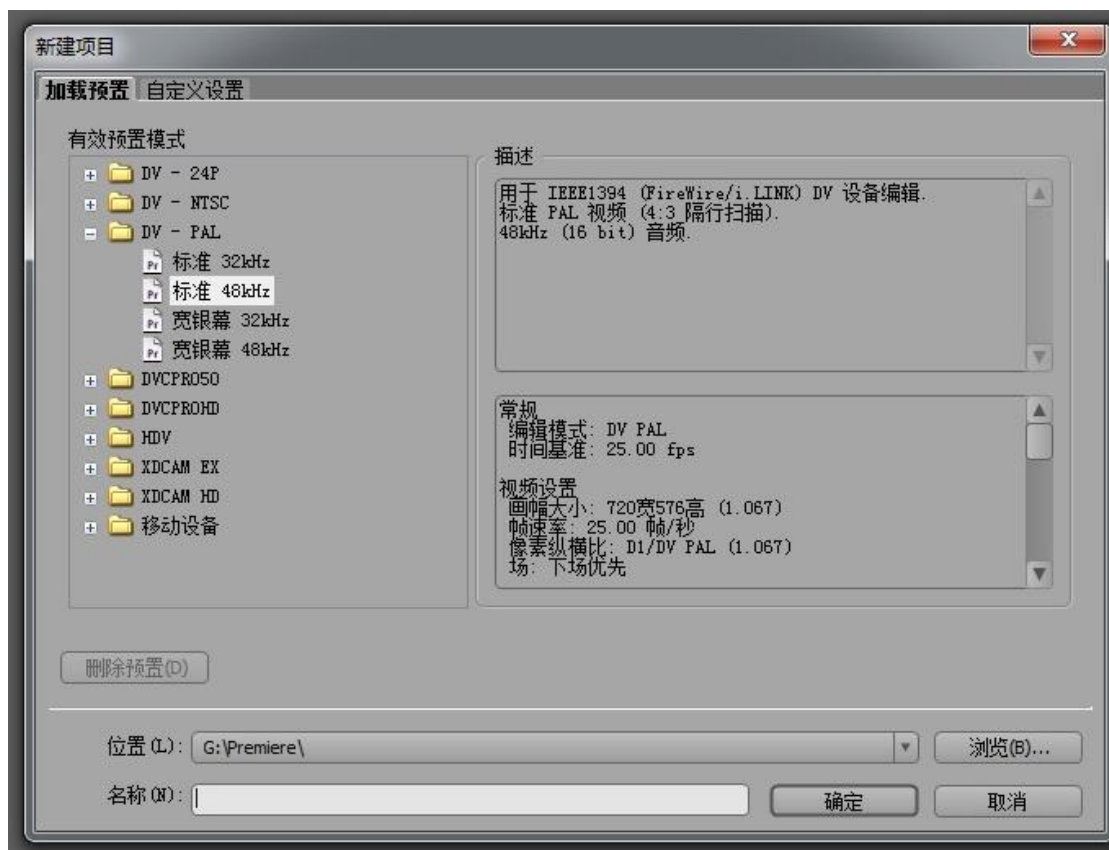 新建项目
加载预置 自定义设置
有效预置模式
DV - 24P
DV - NTSC
DV - PAL
标准 32kHz
标准 48kHz
宽银幕 32kHz
宽银幕 48kHz
DVCPRO50
DVCPROHD
HDV
XDCAM EX
XDCAM HD
移动设备
描述
用于 IEEE1394 (FireWire/i.LINK) DV 设备编辑.
标准 PAL 视频 (4:3 隔行扫描).
48kHz (16 bit) 音频.
常规
编辑模式: DV PAL
时间基准: 25.00 fps
视频设置
画幅大小: 720宽576高 (1.067)
帧速率: 25.00 帧/秒
像素纵横比: D1/DV PAL (1.067)
场: 下场优先
删除预置(D)
位置(L): G:\Premiere\ 浏览(B)...
名称(N): 确定 取消